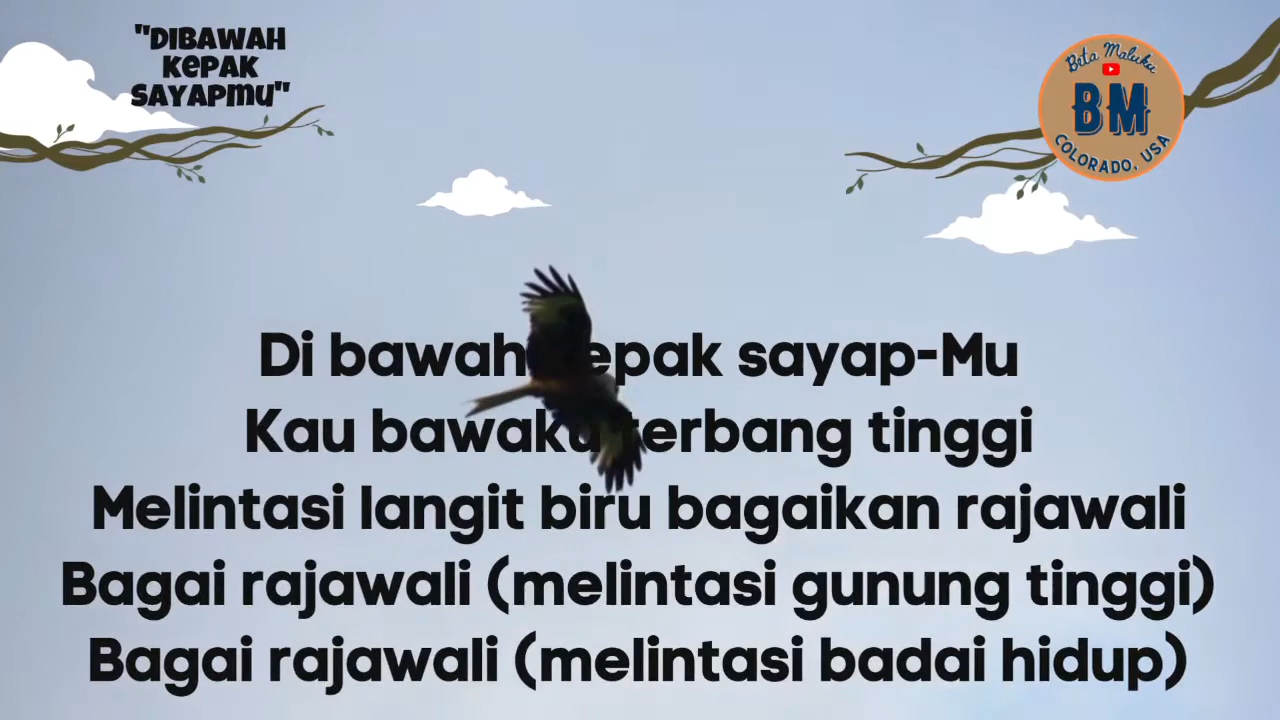 "DIBAWAH
KEPAK
SAYAPMU"
Beta Maluku
BM
COLORADO, USA
Di bawah epak sayap-Mu
Kau bawaku terbang tinggi
Melintasi langit biru bagaikan rajawali
Bagai rajawali (melintasi gunung tinggi)
Bagai rajawali (melintasi badai hidup)